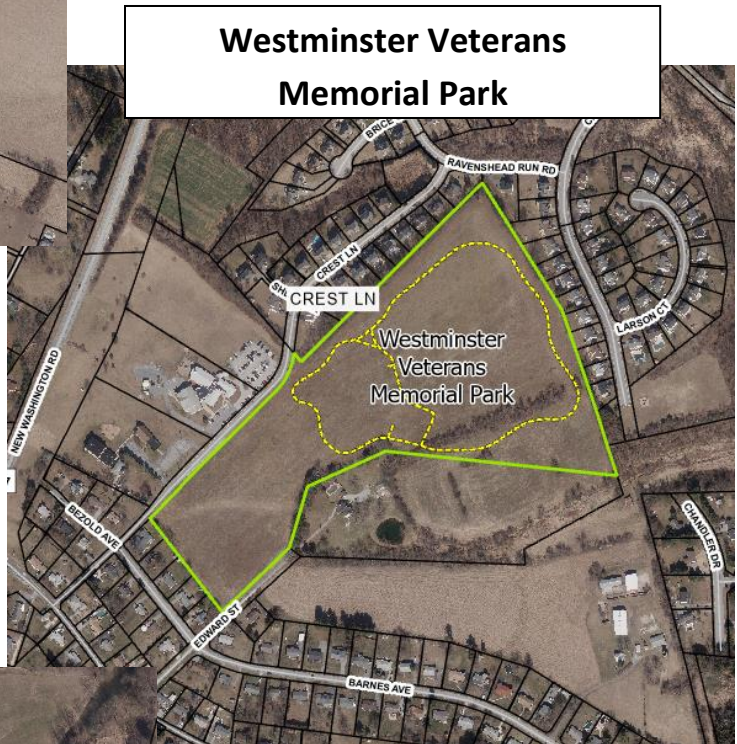 Westminster Veterans
Memorial Park
BRICE
RAVENSHEAD RUN RD
CREST LN
CREST LN
LARSON CT
Westminster
Veterans
Memorial Park
NEW WASHINGTON RD
BEZOLD AVE
CHANDLER DR
EDWARD ST
BARNES AVE